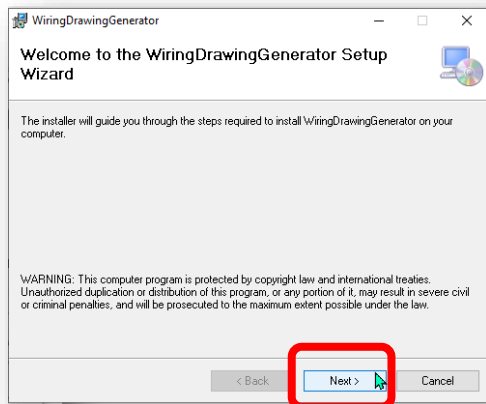 WiringDrawingGenerator
Welcome to the WiringDrawingGenerator Setup
Wizard
The installer will guide you through the steps required to install WiringDrawingGenerator on your
computer.
WARNING: This computer program is protected by copyright law and international treaties.
Unauthorized duplication or distribution of this program, or any portion of it, may result in severe civil
or criminal penalties, and will be prosecuted to the maximum extent possible under the law.
< Back Next > Cancel